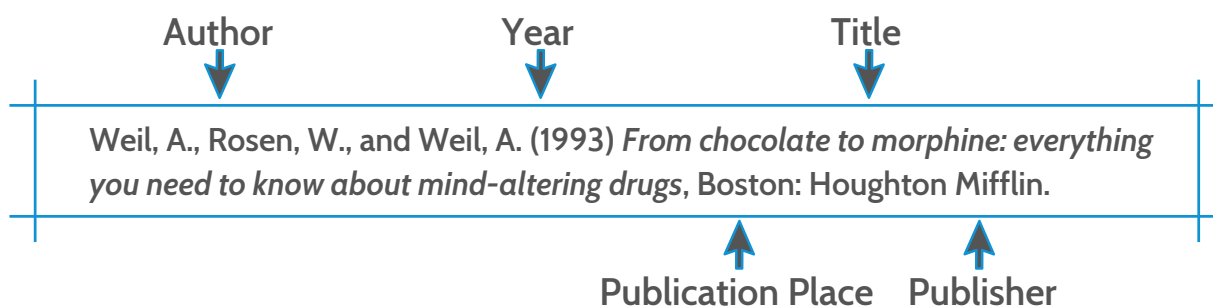 Author Year Title
Weil, A., Rosen, W., and Weil, A. (1993) From chocolate to morphine: everything
you need to know about mind-altering drugs, Boston: Houghton Mifflin.
Publication Place Publisher